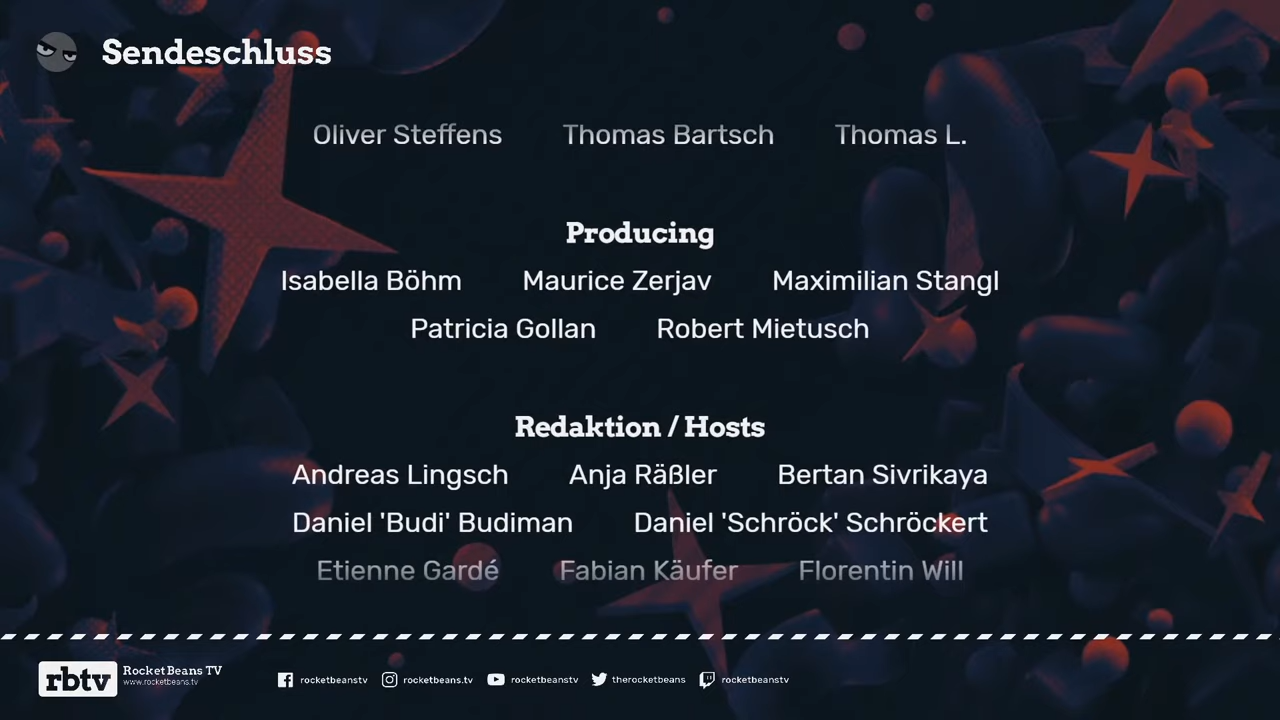 Sendeschluss
Oliver Steffens Thomas Bartsch Thomas L.
Producing
Isabella Böhm Maurice Zerjav Maximilian Stangl
Patricia Gollan Robert Mietusch
Redaktion / Hosts
Andreas Lingsch Anja Räßler Bertan Sivrikaya
Daniel 'Budi' Budiman Daniel 'Schröck' Schröckert
Etienne Gardé Fabian Käufer Florentin Will
rbtv RocketBeans TV
www.rocketbeans.tv
rocketbeanstv rocketbeans.tv rocketbeanstv therocketbeans rocketbeanstv